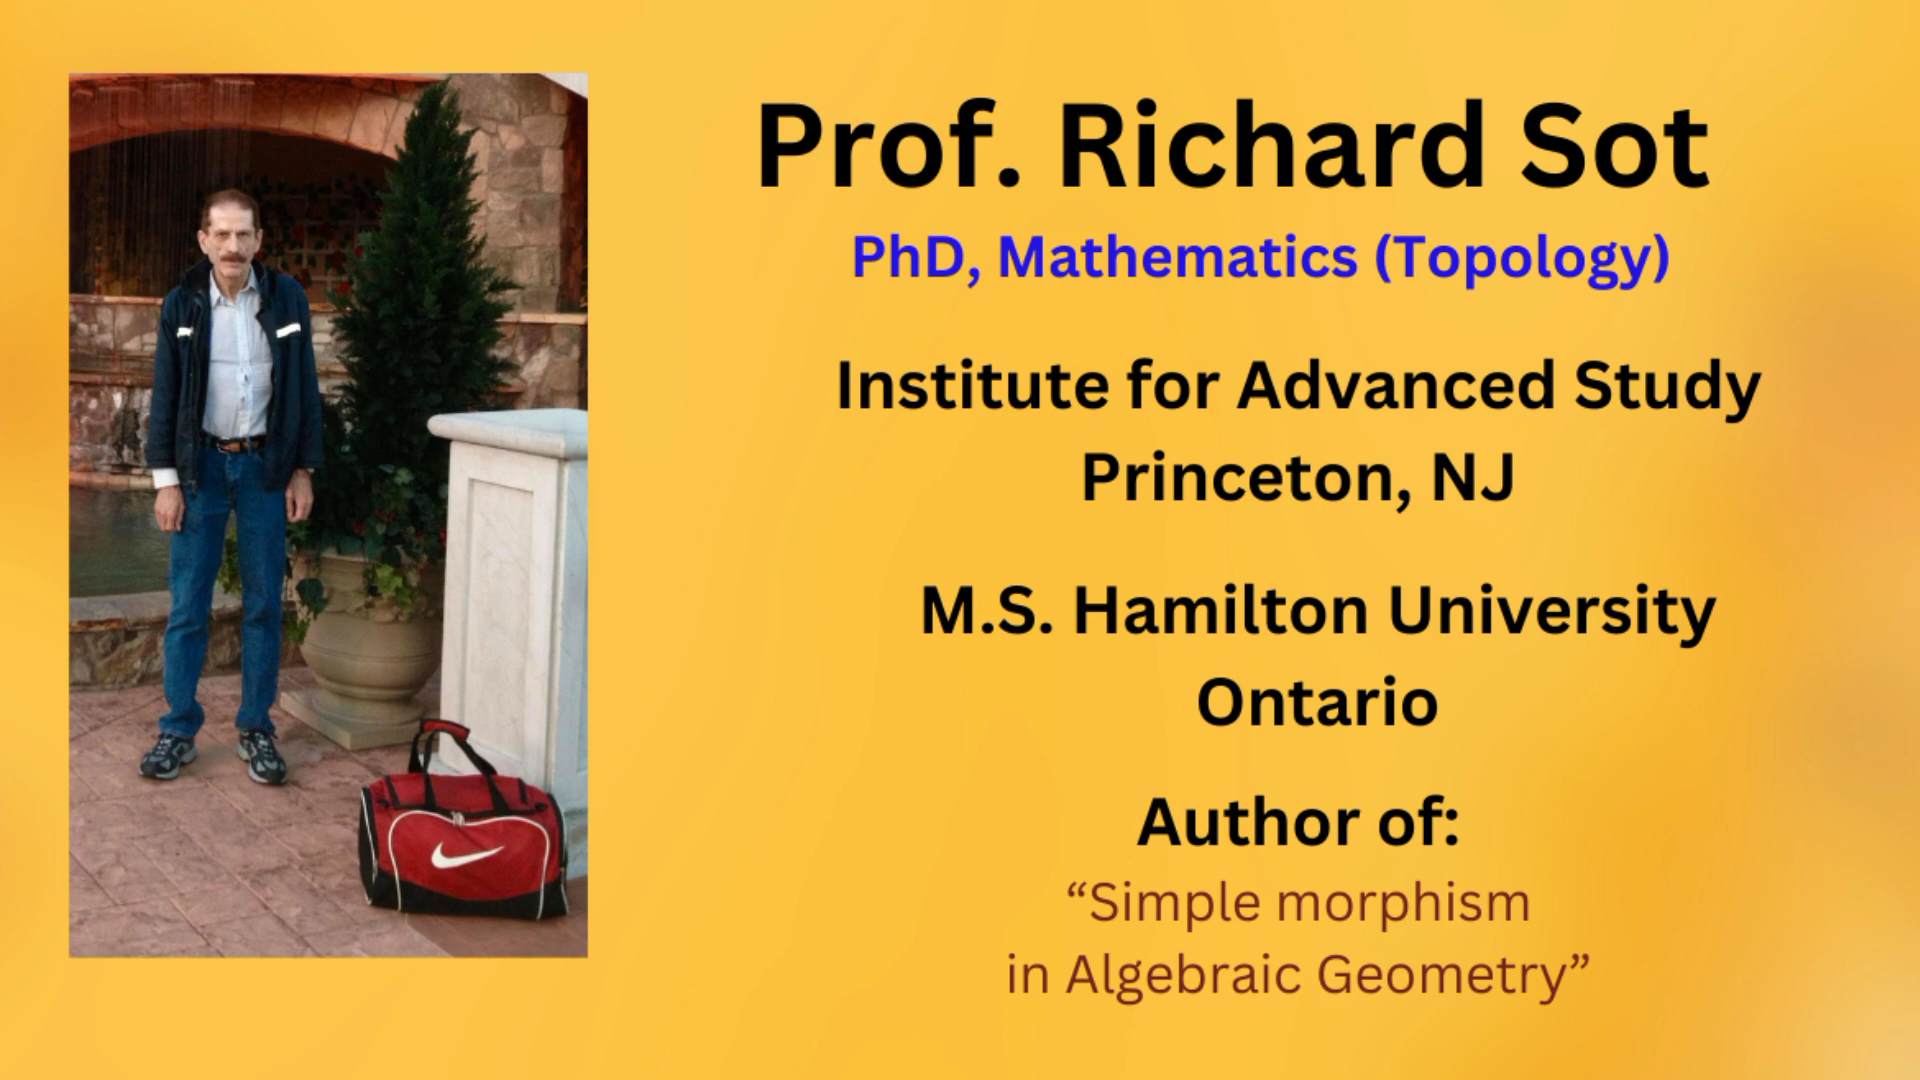 Prof. Richard Sot
PhD, Mathematics (Topology)
Institute for Advanced Study
Princeton, NJ
M.S. Hamilton University
Ontario
Author of:
“Simple morphism
in Algebraic Geometry”